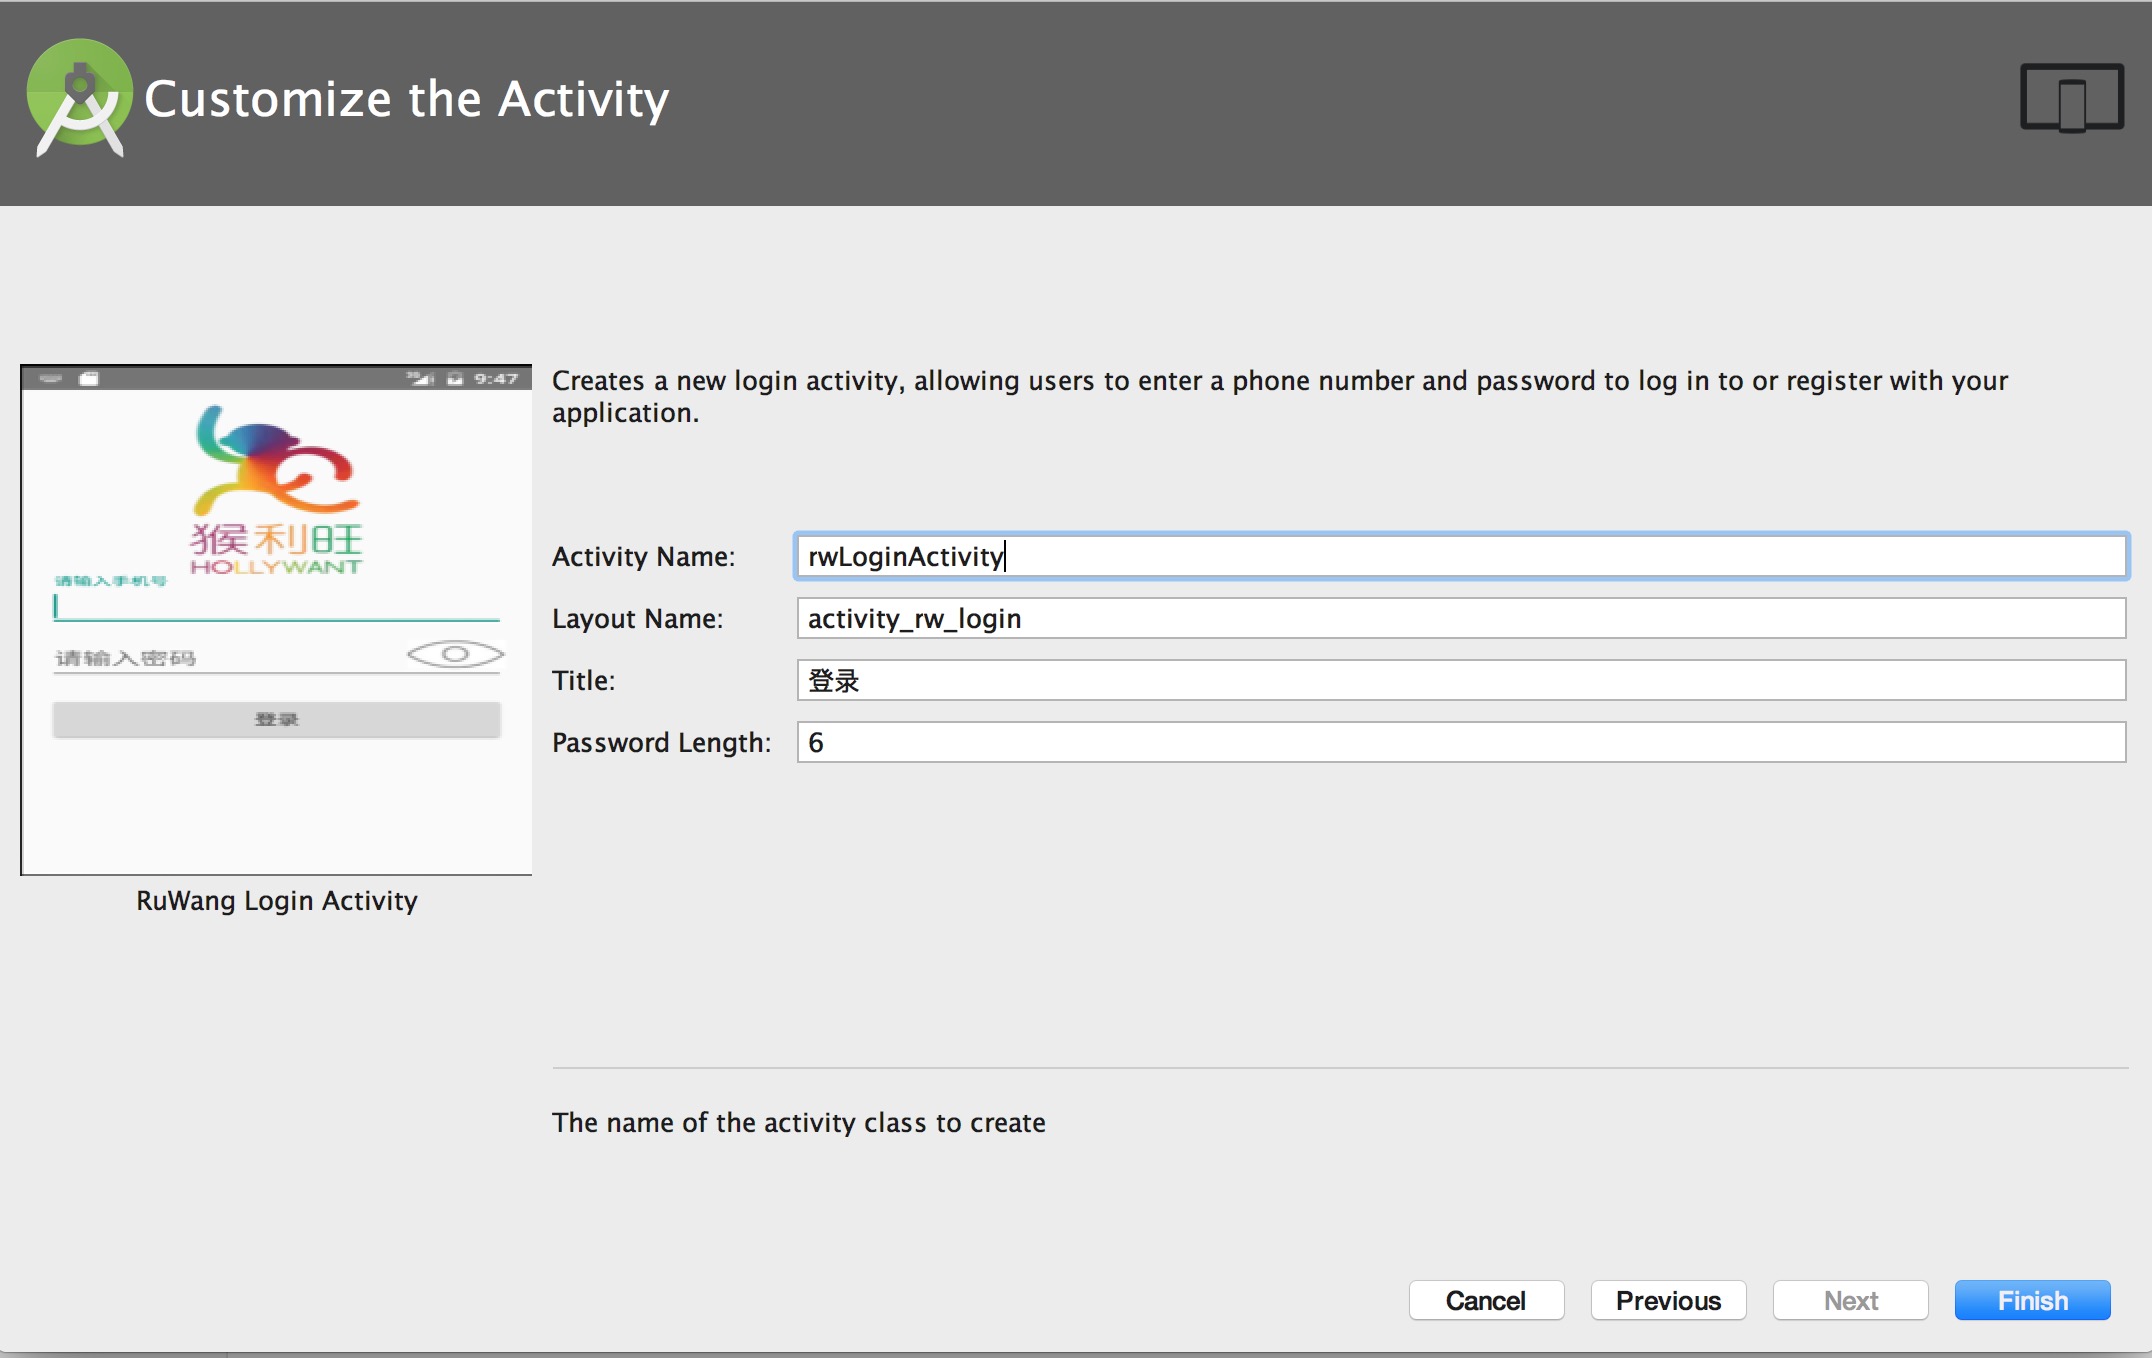 Customize the Activity
9:47
猴利旺
HOLLYWANT
请输入手机号
请输入密码
登录
RuWang Login Activity
Creates a new login activity, allowing users to enter a phone number and password to log in to or register with your
application.
Activity Name: rwLoginActivity
Layout Name: activity_rw_login
Title: 登录
Password Length: 6
The name of the activity class to create
Cancel Previous Next Finish